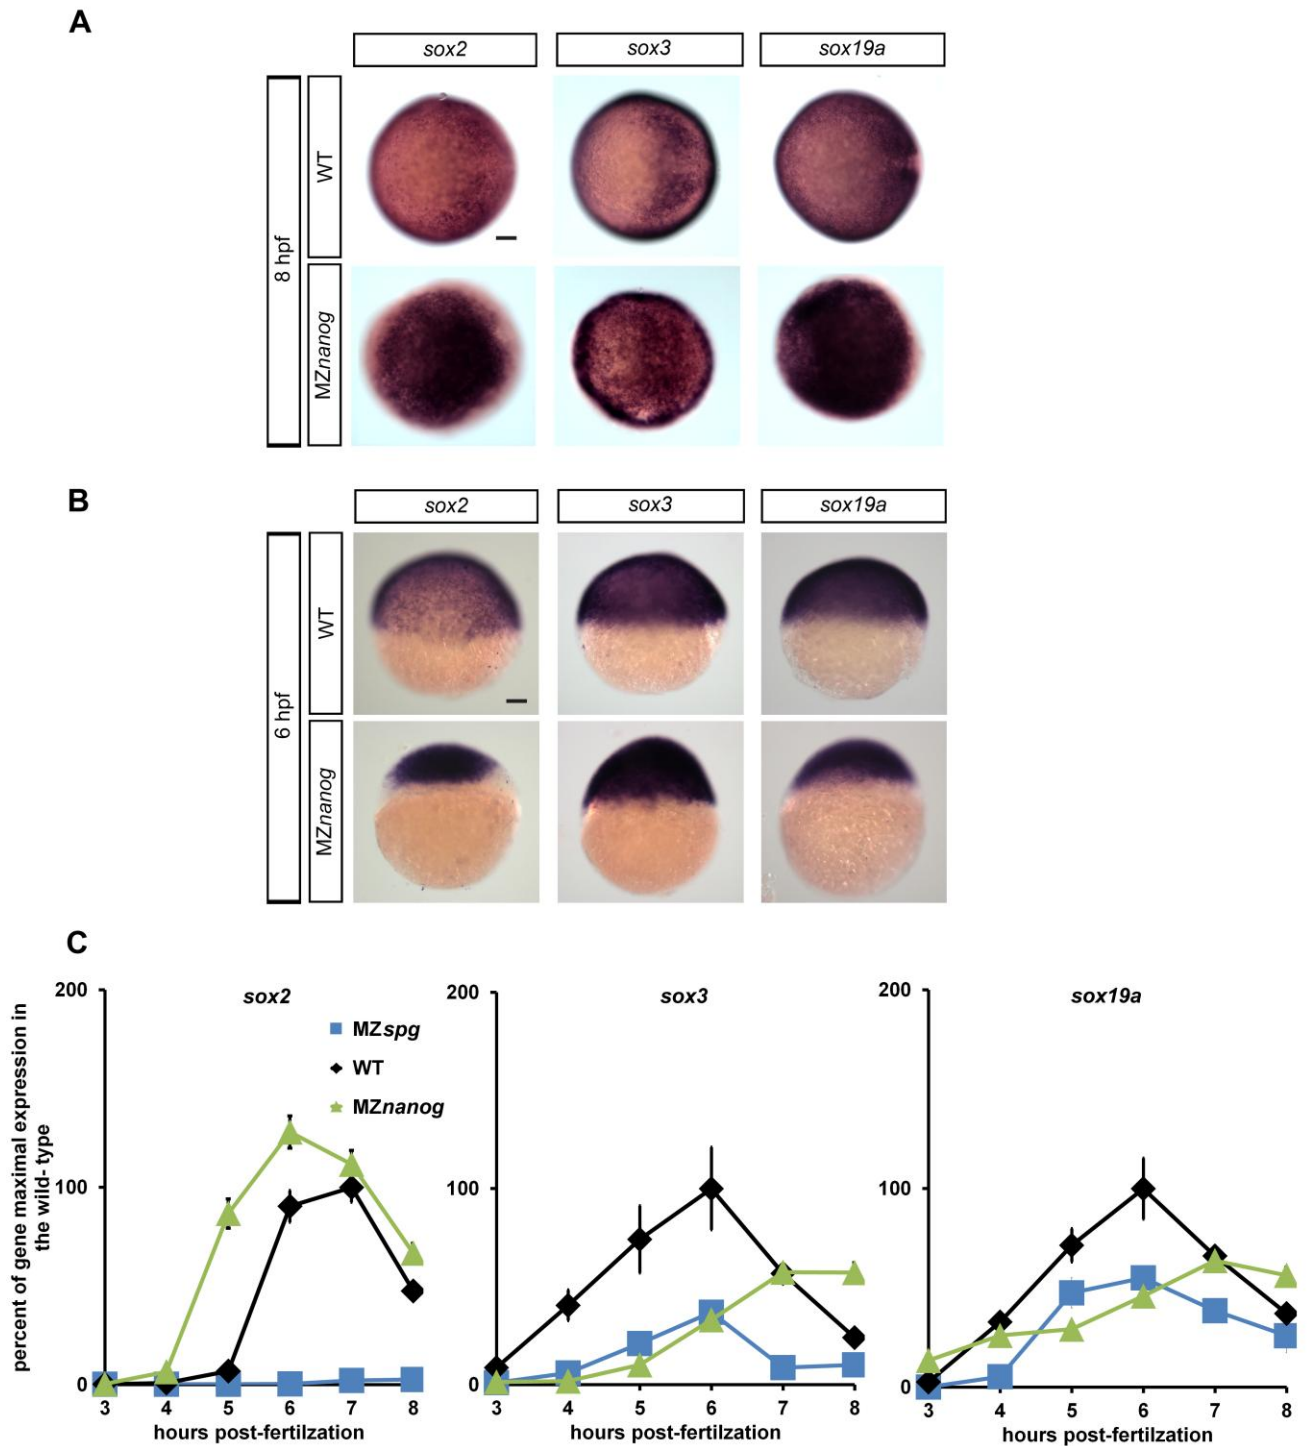 A
sox2 sox3 sox19a
8 hpf
WT
MZnanog
B
sox2 sox3 sox19a
6 hpf
WT
MZnanog
C
percent of gene maximal expression in
the wild- type
sox2
200
100
0
MZspg
WT
MZnanog
3 4 5 6 7 8
hours post-fertilzation
sox3
200
100
0
3 4 5 6 7 8
hours post-fertilzation
sox19a
200
100
0
3 4 5 6 7 8
hours post-fertilzation